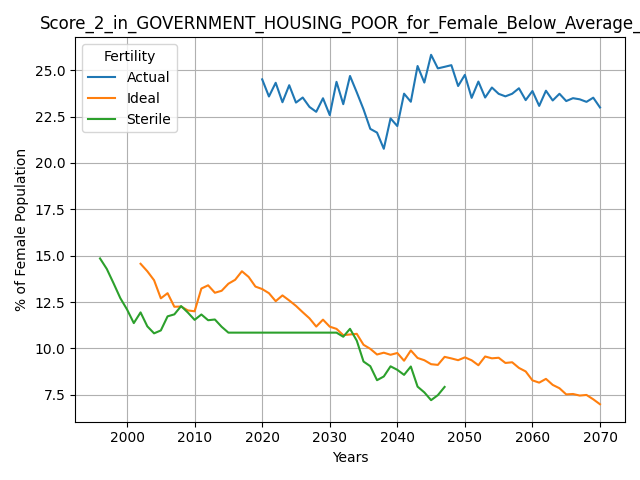 Score_2_in_GOVERNMENT_HOUSING_POOR_for_Female_Below_Average_
Fertility
Actual
Ideal
Sterile
% of Female Population
25.0
22.5
20.0
17.5
15.0
12.5
10.0
7.5
2000 2010 2020 2030 2040 2050 2060 2070
Years